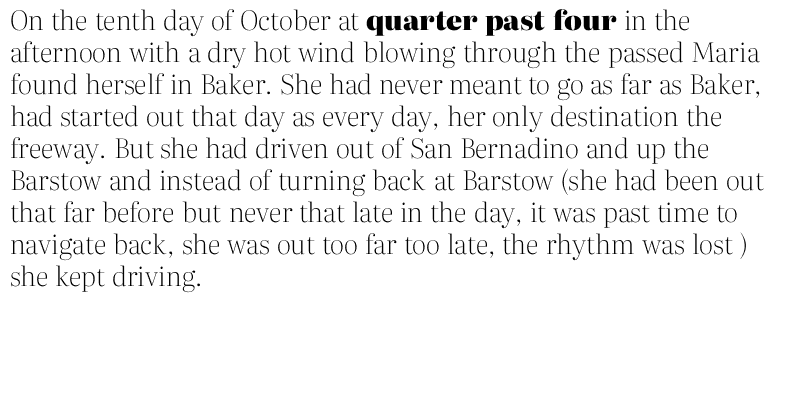 On the tenth day of October at quarter past four in the
afternoon with a dry hot wind blowing through the passed Maria
found herself in Baker. She had never meant to go as far as Baker,
had started out that day as every day, her only destination the
freeway. But she had driven out of San Bernadino and up the
Barstow and instead of turning back at Barstow (she had been out
that far before but never that late in the day, it was past time to
navigate back, she was out too far too late, the rhythm was lost )
she kept driving.